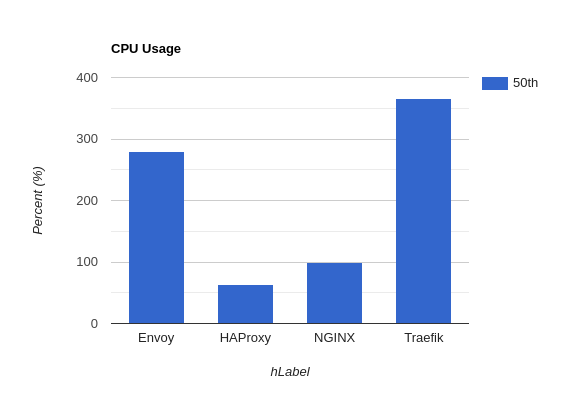 CPU Usage
400
300
200
100
0
Percent (%)
Envoy HAProxy NGINX Traefik
hLabel
50th